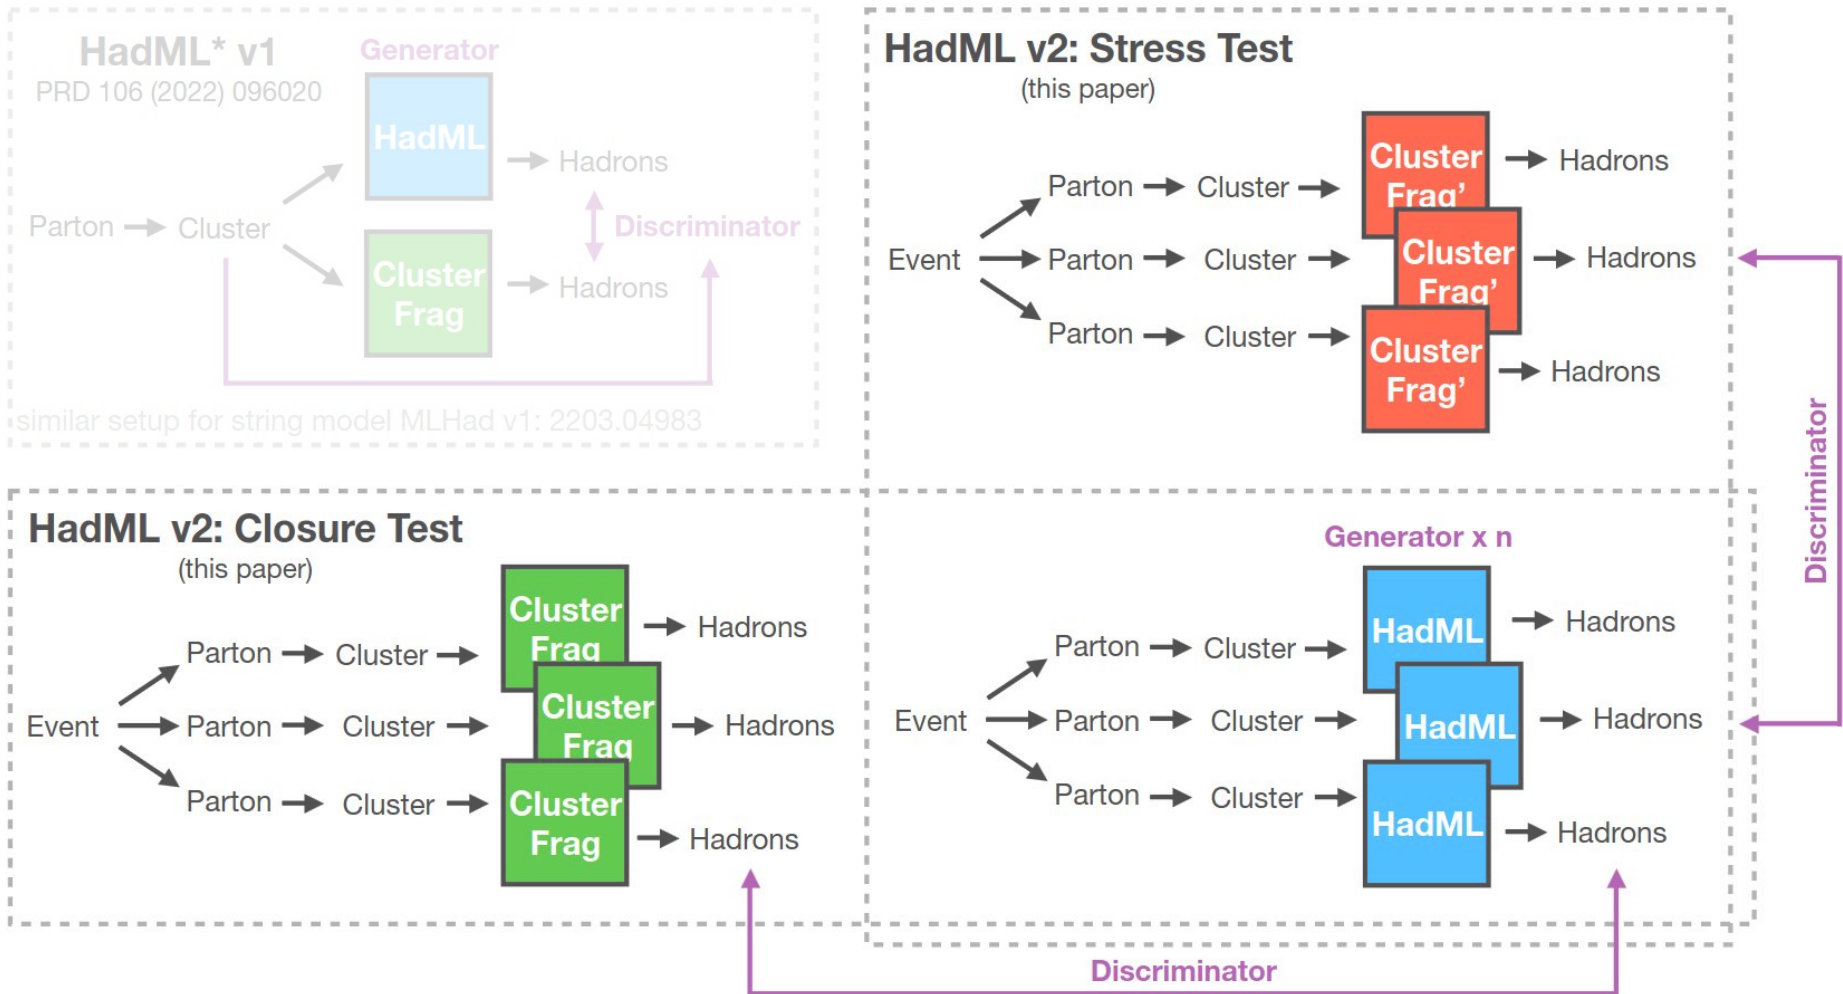 HadML* v1
PRD 106 (2022) 096020
Generator
HadML
Hadrons
Parton
Cluster
Discriminator
Cluster
Frag
Hadrons
similar setup for string model MLHad v1: 2203.04983
HadML v2: Stress Test
(this paper)
Cluster
Frag’
Hadrons
Parton
Cluster
Event
Parton
Cluster
Cluster
Frag’
Hadrons
Parton
Cluster
Cluster
Frag’
Hadrons
Discriminator
HadML v2: Closure Test
(this paper)
Cluster
Frag
Hadrons
Parton
Cluster
Event
Parton
Cluster
Cluster
Frag
Hadrons
Parton
Cluster
Cluster
Frag
Hadrons
Generator x n
HadML
Hadrons
Parton
Cluster
Event
Parton
Cluster
HadML
Hadrons
Parton
Cluster
HadML
Hadrons
Discriminator